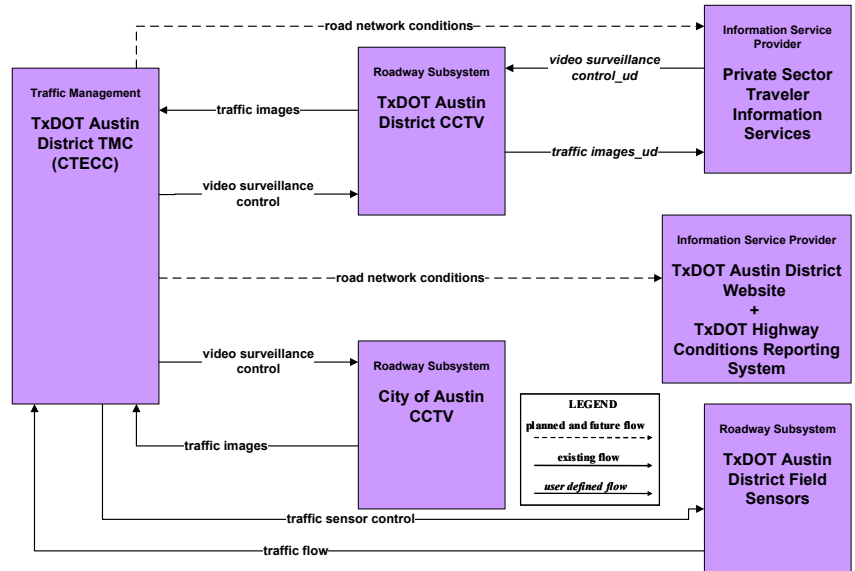 road network conditions
Traffic Management
TxDOT Austin
District TMC
(CTECC)
traffic images
video surveillance
control
Roadway Subsystem
TxDOT Austin
District CCTV
video surveillance
control_ud
traffic images_ud
Information Service
Provider
Private Sector
Traveler
Information
Services
road network conditions
Information Service Provider
TxDOT Austin District
Website
+
TxDOT Highway
Conditions Reporting
System
video surveillance
control
traffic images
Roadway Subsystem
City of Austin
CCTV
LEGEND
planned and future flow
existing flow
user defined flow
Roadway Subsystem
TxDOT Austin
District Field
Sensors
traffic sensor control
traffic flow